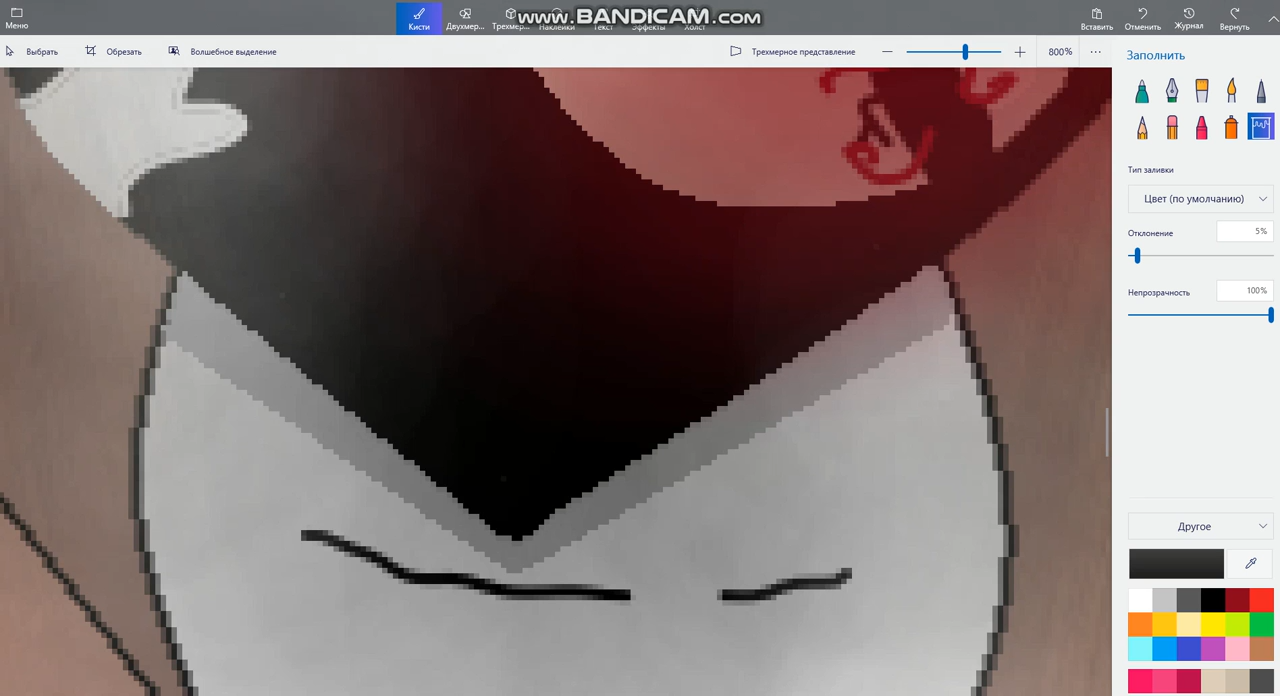 www.BANDICAM.com
Меню
Кисти
Двухмер...
Трехмер...
Наклейки
Текст
Эффекты
Холст
Вставить
Отменить
Журнал
Вернуть
Выбрать
Обрезать
Волшебное выделение
Трехмерное представление
800%
Заполнить
Тип заливки
Цвет (по умолчанию)
Отклонение
5%
Непрозрачность
100%
Другое